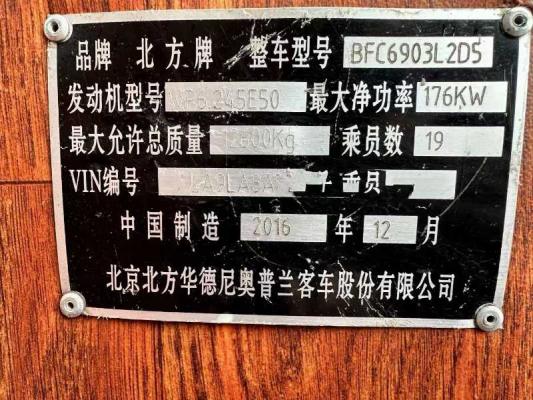 品牌 北方牌 整车型号 BFC6903L2D5
发动机型号 245E50 最大净功率 176KW
最大允许总质量 Kg 乘员数 19
VIN编号
中国制造 2016 年 12 月
北京北方华德尼奥普兰客车股份有限公司